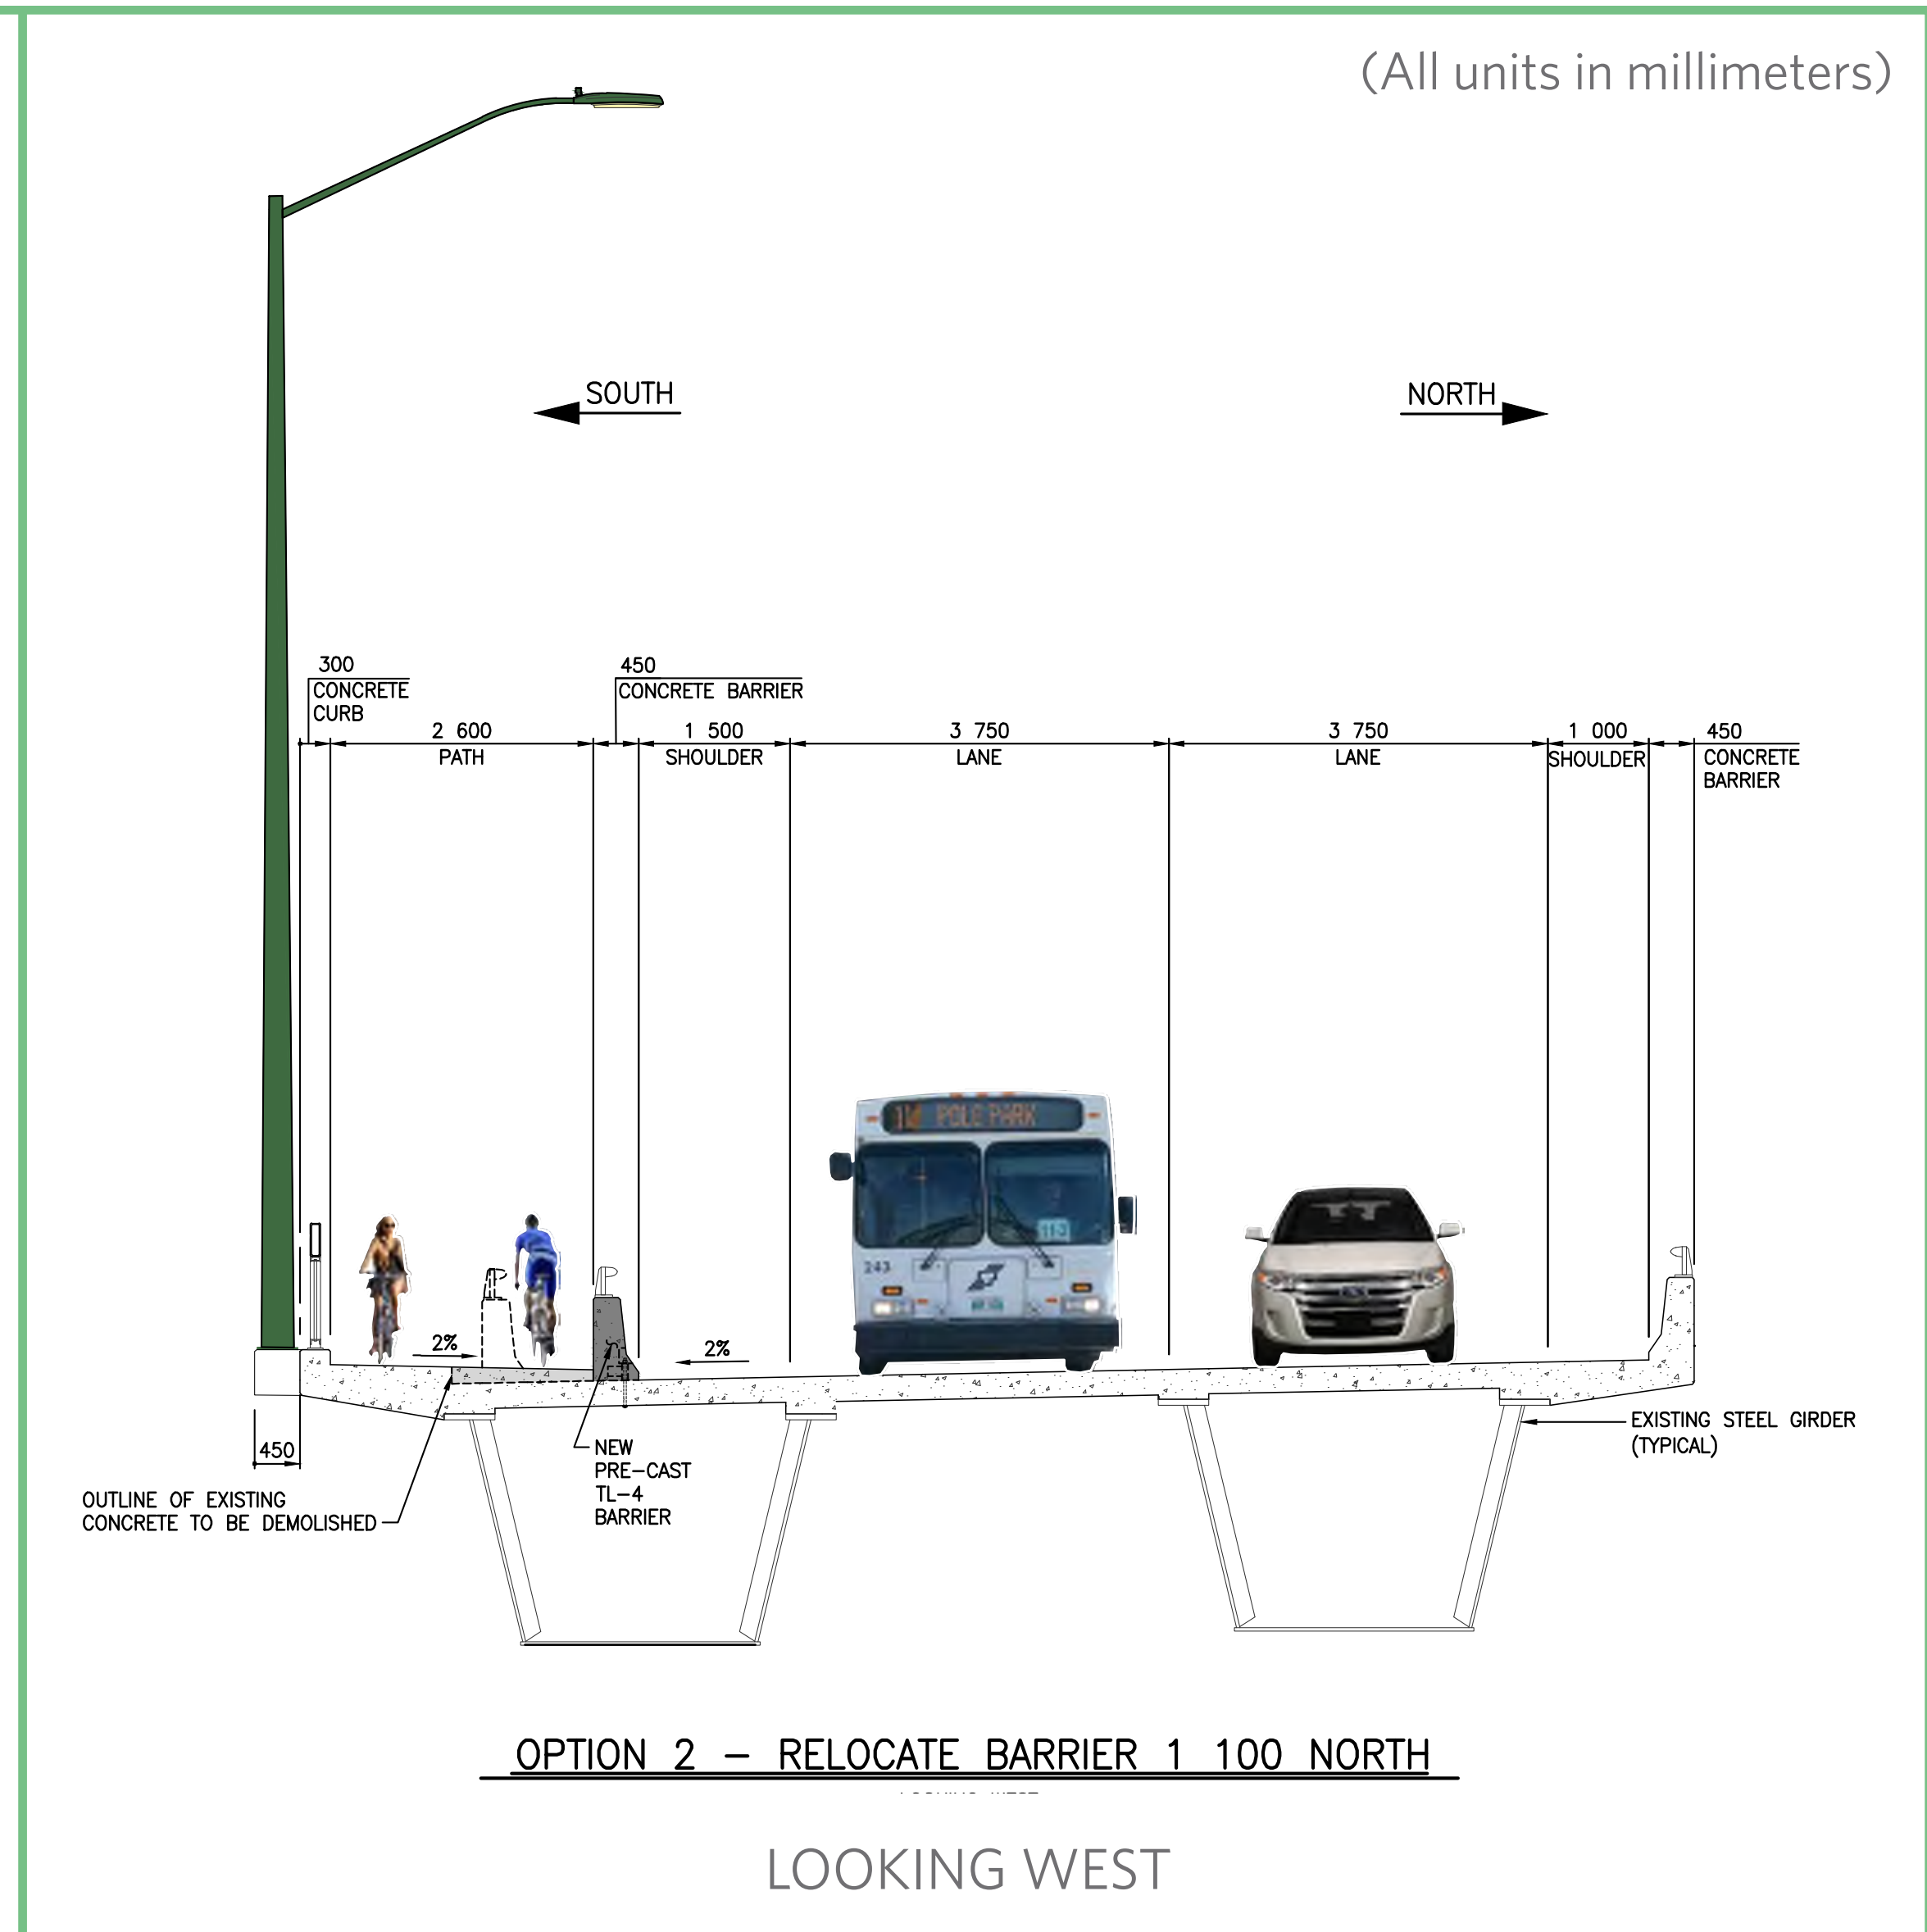 (All units in millimeters)
SOUTH
NORTH
300
CONCRETE
CURB
450
CONCRETE BARRIER
2 600
PATH
1 500
SHOULDER
3 750
LANE
3 750
LANE
1 000
SHOULDER
450
CONCRETE
BARRIER
POLO PARK
11-3
243
2%
2%
450
OUTLINE OF EXISTING
CONCRETE TO BE DEMOLISHED
NEW
PRE-CAST
TL-4
BARRIER
EXISTING STEEL GIRDER
(TYPICAL)
OPTION 2 - RELOCATE BARRIER 1 100 NORTH
LOOKING WEST